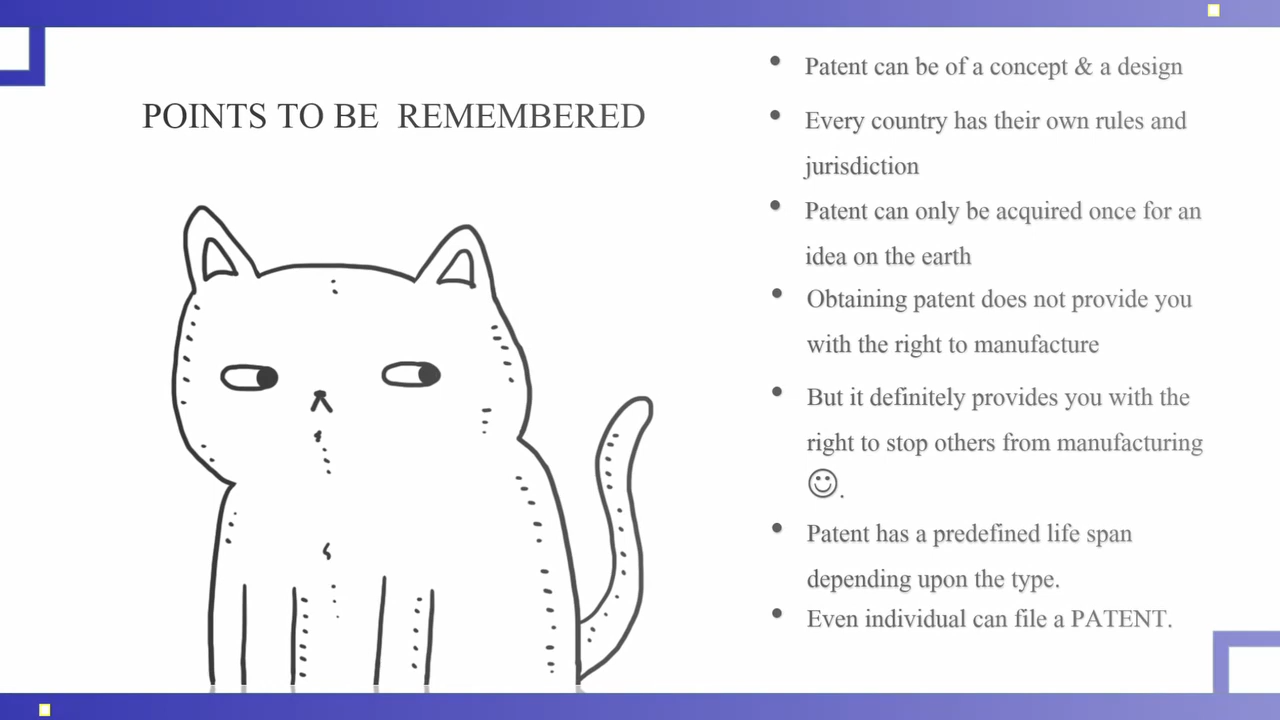 POINTS TO BE REMEMBERED
• Patent can be of a concept & a design
• Every country has their own rules and
jurisdiction
• Patent can only be acquired once for an
idea on the earth
• Obtaining patent does not provide you
with the right to manufacture
• But it definitely provides you with the
right to stop others from manufacturing
☺.
• Patent has a predefined life span
depending upon the type.
• Even individual can file a PATENT.